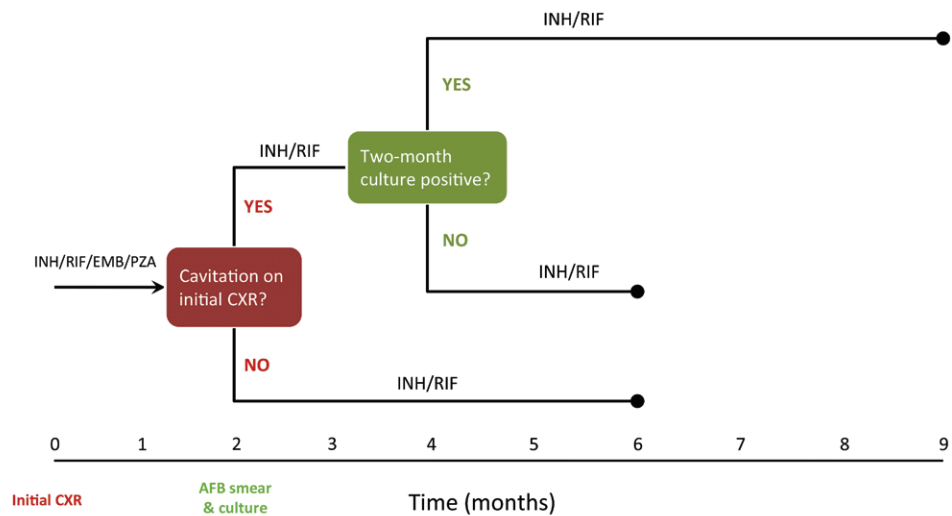 INH/RIF
YES
INH/RIF
Two-month
culture positive?
YES
NO
INH/RIF/EMB/PZA
Cavitation on
initial CXR?
INH/RIF
NO
INH/RIF
0 1 2 3 4 5 6 7 8 9
Initial CXR
AFB smear
& culture
Time (months)